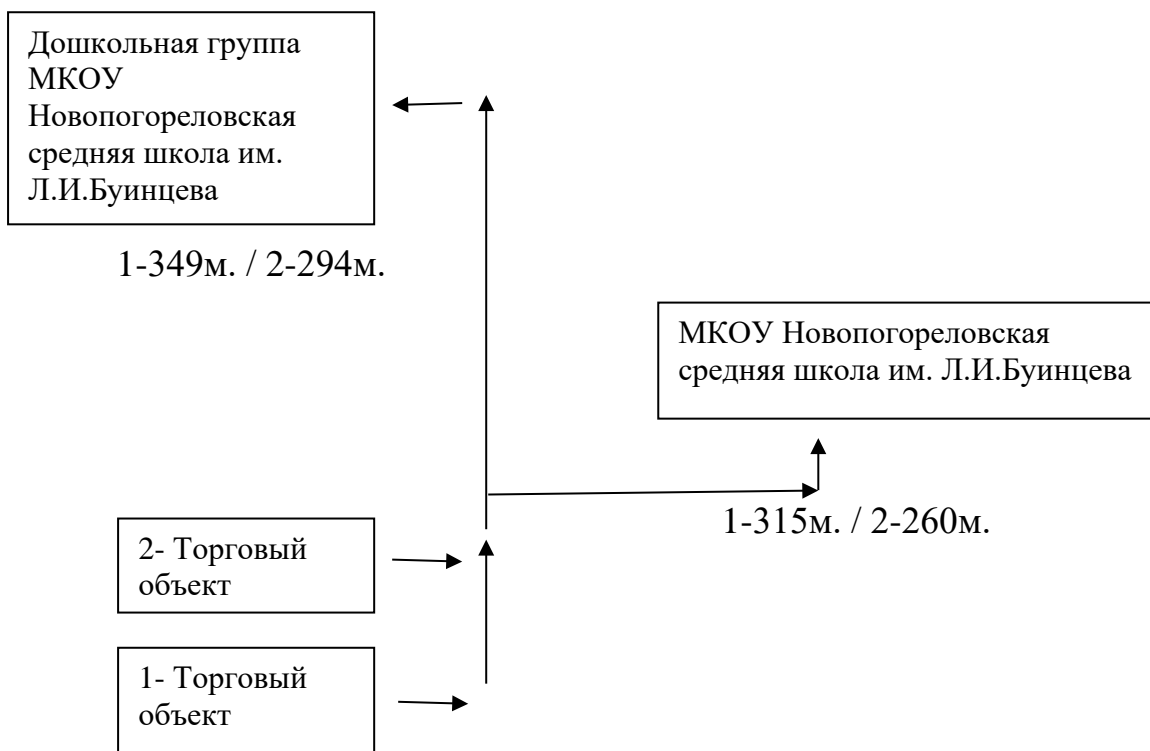 Дошкольная группа
МКОУ
Новопогореловская
средняя школа им.
Л.И.Буинцева
1-349м. / 2-294м.
МКОУ Новопогореловская
средняя школа им. Л.И.Буинцева
1-315м. / 2-260м.
2- Торговый
объект
1- Торговый
объект